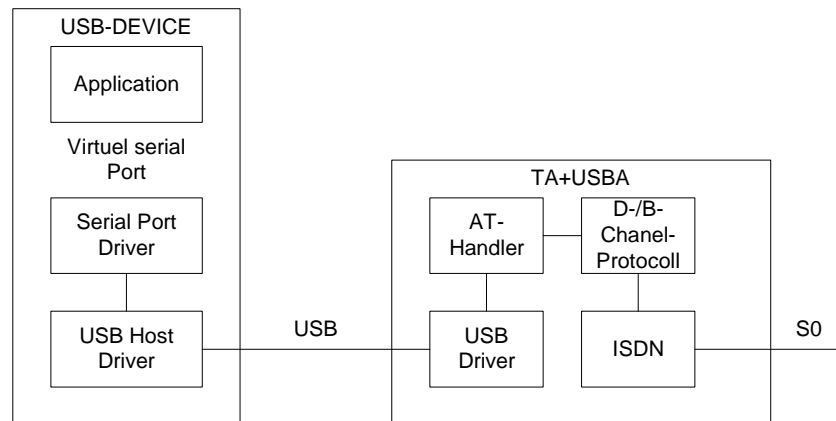 USB-DEVICE
Application
Virtuel serial
Port
Serial Port
Driver
USB Host
Driver
USB
TA+USBA
AT-
Handler
D-/B-
Chanel-
Protocoll
USB
Driver
ISDN
S0